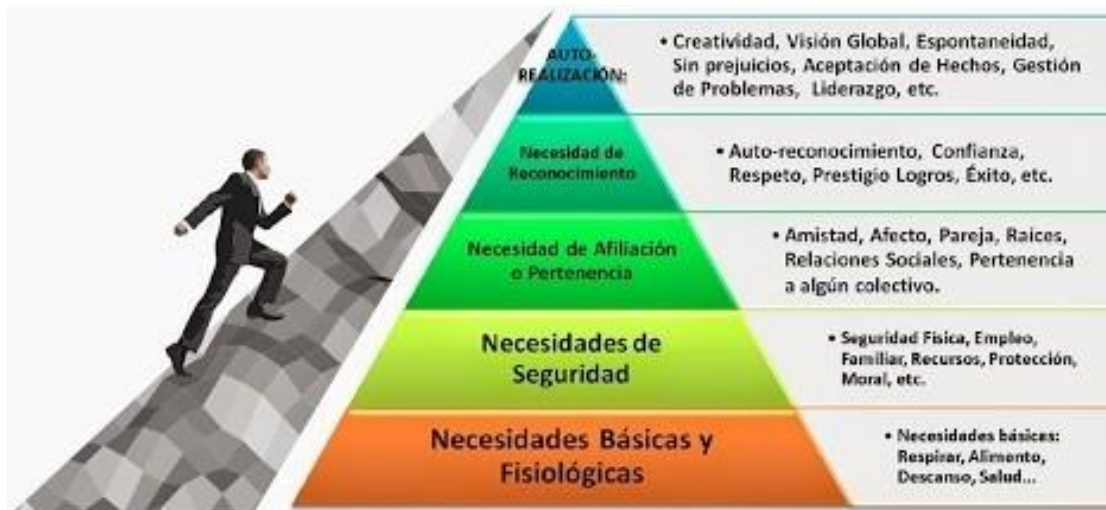 AUTO-
REALIZACIÓN:
• Creatividad, Visión Global, Espontaneidad,
Sin prejuicios, Aceptación de Hechos, Gestión
de Problemas, Liderazgo, etc.
Necesidad de
Reconocimiento
• Auto-reconocimiento, Confianza,
Respeto, Prestigio Logros, Éxito, etc.
Necesidad de Afiliación
o Pertenencia
• Amistad, Afecto, Pareja, Raices,
Relaciones Sociales, Pertenencia
a algún colectivo.
Necesidades de
Seguridad
• Seguridad Física, Empleo,
Familiar, Recursos, Protección,
Moral, etc.
Necesidades Básicas y
Fisiológicas
• Necesidades básicas:
Respirar, Alimento,
Descanso, Salud...